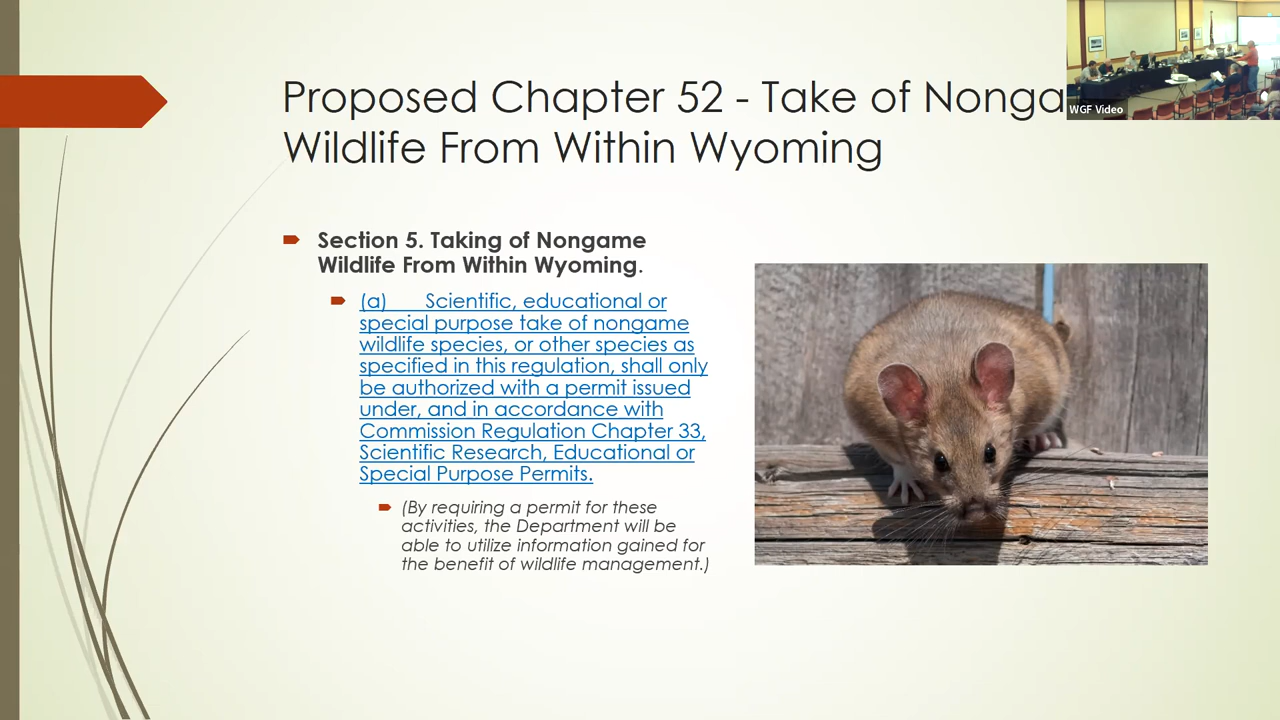 Proposed Chapter 52 - Take of Nonga
Wildlife From Within Wyoming
WGF Video
Section 5. Taking of Nongame
Wildlife From Within Wyoming.
(a) Scientific, educational or
special purpose take of nongame
wildlife species, or other species as
specified in this regulation, shall only
be authorized with a permit issued
under, and in accordance with
Commission Regulation Chapter 33,
Scientific Research, Educational or
Special Purpose Permits.
(By requiring a permit for these
activities, the Department will be
able to utilize information gained for
the benefit of wildlife management.)